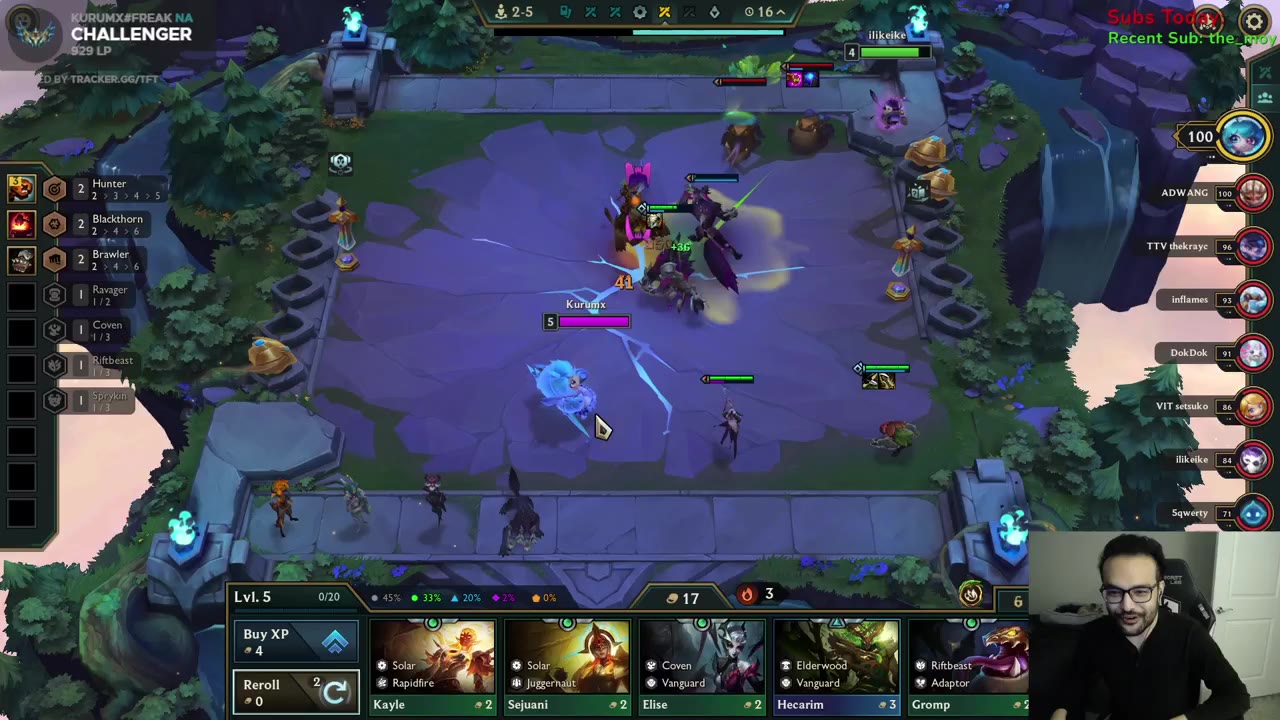 KURUMX#FREAK NA
CHALLENGER
929 LP
ED BY TRACKER.GG/TFT
2-5
16
Subs Today:
Recent Sub: the_moy
ilikeike
4
100
Hunter
2
2 > 3 > 4 > 5
Blackthorn
2
2 > 4 > 6
Brawler
2
2 > 4 > 6
Ravager
1
1 / 2
Coven
1
1 / 3
Riftbeast
1
1 / 3
Sprykin
1
1 / 3
ADWANG 100
TTV thekrayc 96
inflames 93
DokDok 91
VIT setsuko 86
ilikeike 84
Sqwerty 71
+36
41
Kurumx
5
Lvl. 5 0/20
45% 33% 20% 2% 0%
17
3
6
Buy XP
4
Reroll 2
0
Solar
Rapidfire
Kayle 2
Solar
Juggernaut
Sejuani 2
Coven
Vanguard
Elise 2
Elderwood
Vanguard
Hecarim 3
Riftbeast
Adaptor
Gromp 2